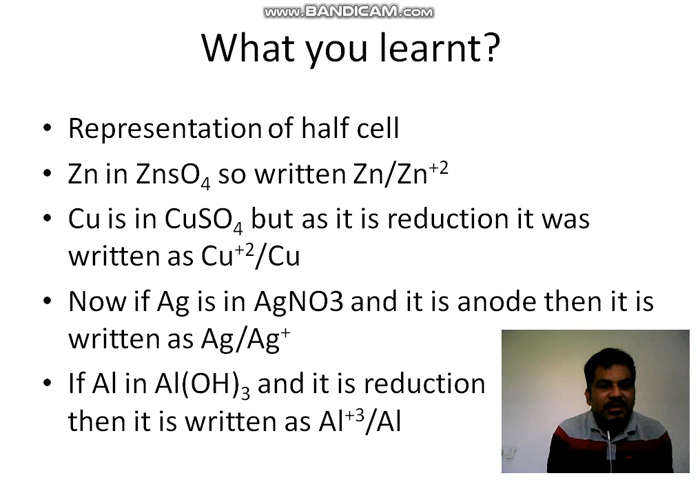 www.BANDICAM.com
What you learnt?
• Representation of half cell
• Zn in ZnsO₄ so written Zn/Zn⁺²
• Cu is in CuSO₄ but as it is reduction it was
written as Cu⁺²/Cu
• Now if Ag is in AgNO3 and it is anode then it is
written as Ag/Ag⁺
• If Al in Al(OH)₃ and it is reduction
then it is written as Al⁺³/Al